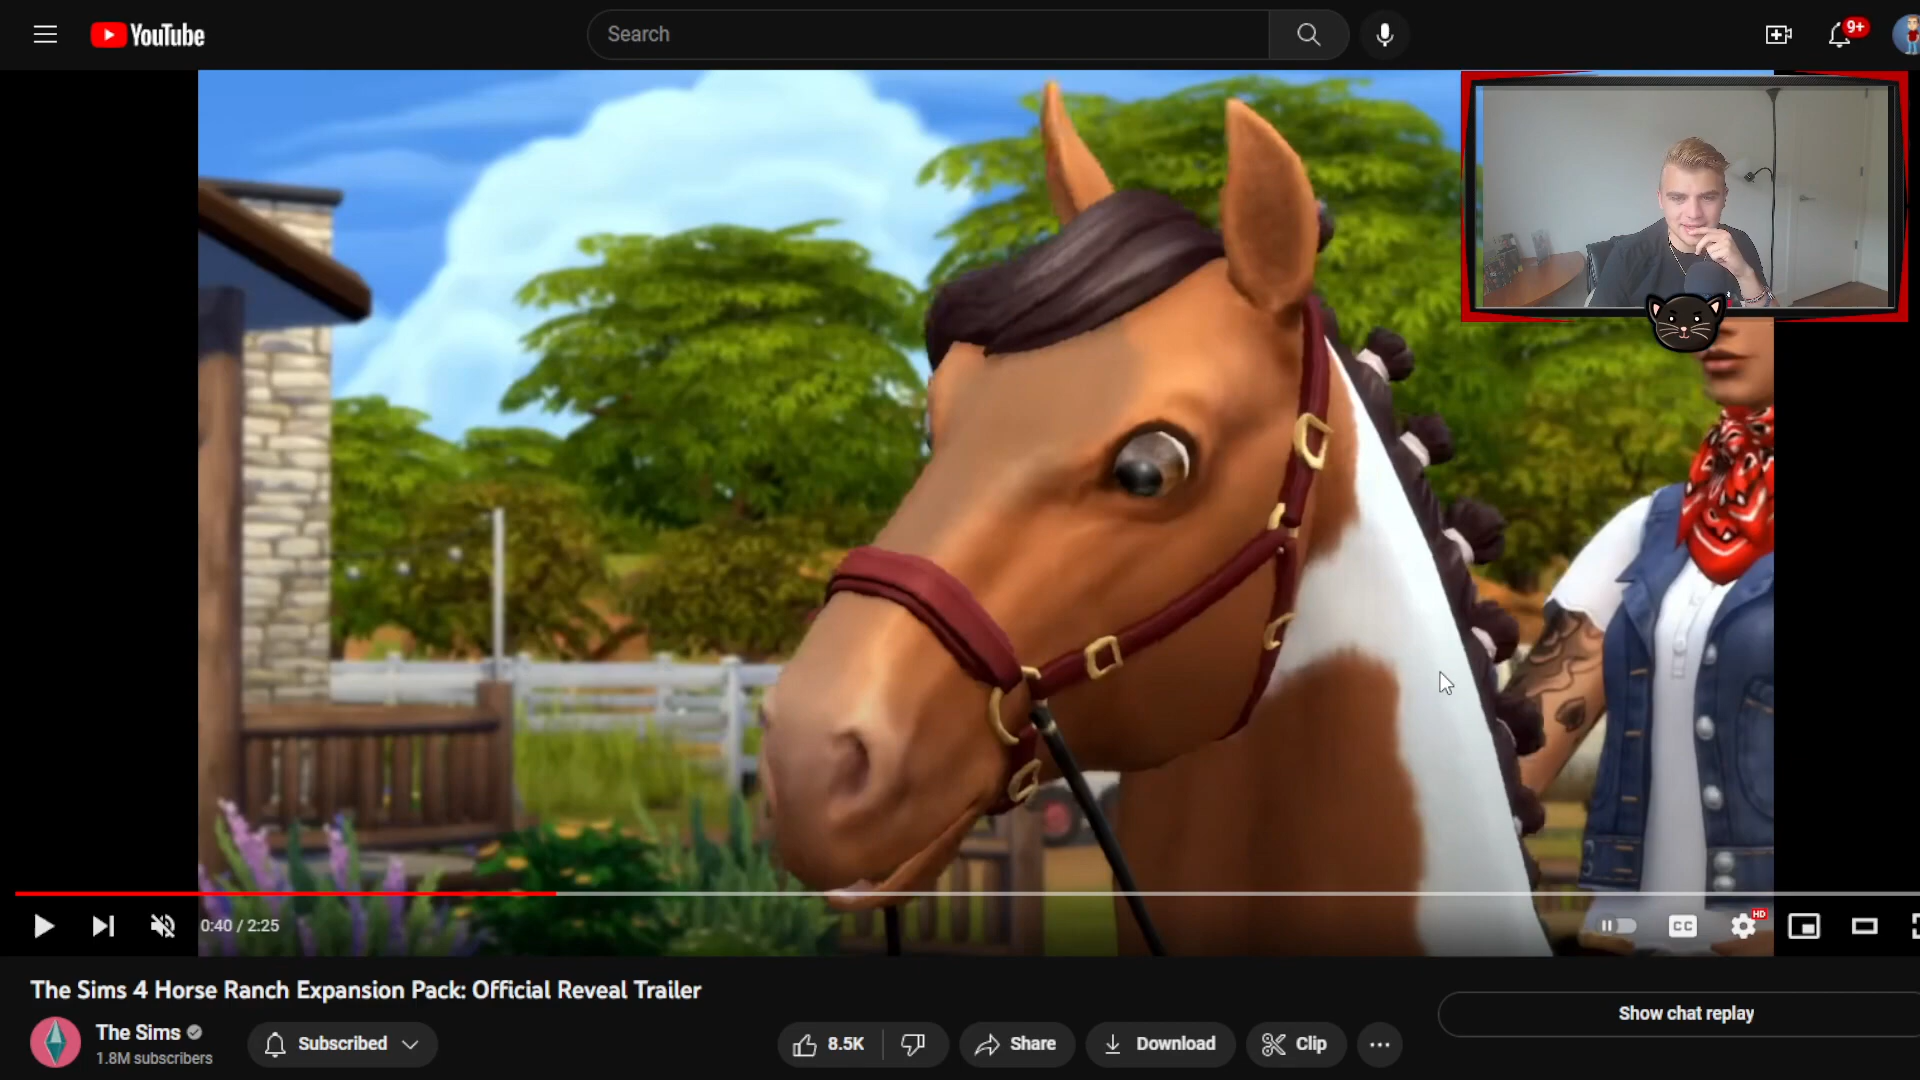 YouTube
Search
9+
0:40 / 2:25
CC
HD
The Sims 4 Horse Ranch Expansion Pack: Official Reveal Trailer
The Sims
1.8M subscribers
Subscribed
8.5K
Share
Download
Clip
Show chat replay